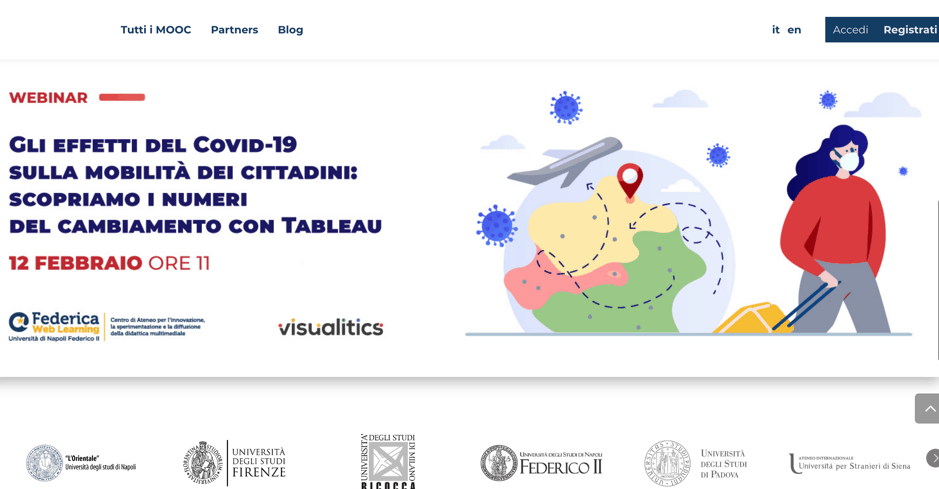 Tutti i MOOC Partners Blog it en Accedi Registrati
WEBINAR
GLI EFFETTI DEL COVID-19
SULLA MOBILITÀ DEI CITTADINI:
SCOPRIAMO I NUMERI
DEL CAMBIAMENTO CON TABLEAU
12 FEBBRAIO ORE 11
Federica
Web Learning
Università di Napoli Federico II
Centro di Ateneo per l'innovazione,
la sperimentazione e la diffusione
della didattica multimediale
visualitics
"L'Orientale"
Università degli studi di Napoli
UNIVERSITÀ
DEGLI STUDI
FIRENZE
UNIVERSITÀ
DEGLI STUDI
DI MILANO
BICOCCA
UNIVERSITÀ DEGLI STUDI DI NAPOLI
FEDERICO II
UNIVERSITÀ
DEGLI STUDI
DI PADOVA
ATENEO INTERNAZIONALE
Università per Stranieri di Siena